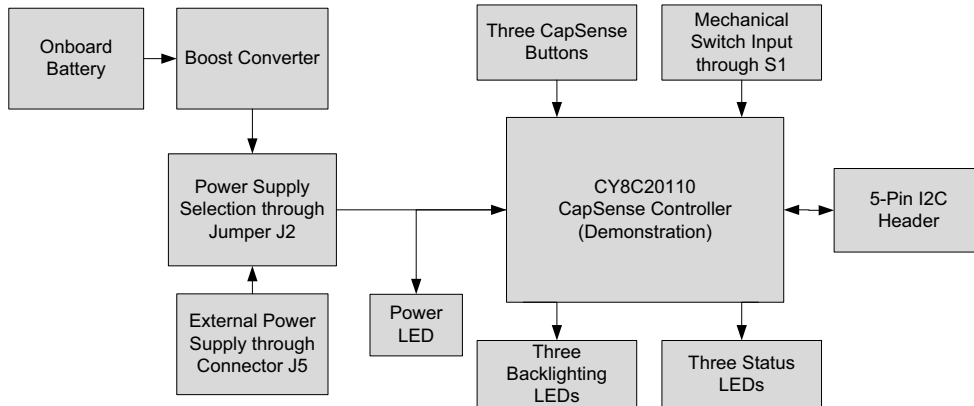 Onboard
Battery
Boost Converter
Three CapSense
Buttons
Mechanical
Switch Input
through S1
Power Supply
Selection through
Jumper J2
CY8C20110
CapSense Controller
(Demonstration)
5-Pin I2C
Header
External Power
Supply through
Connector J5
Power
LED
Three
Backlighting
LEDs
Three Status
LEDs